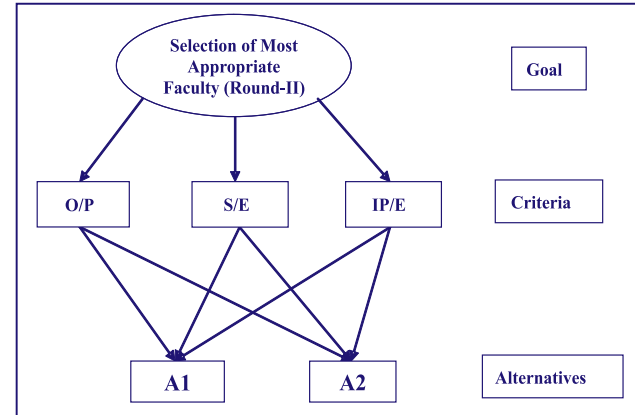 Selection of Most
Appropriate
Faculty (Round-II)
Goal
O/P
S/E
IP/E
Criteria
A1
A2
Alternatives